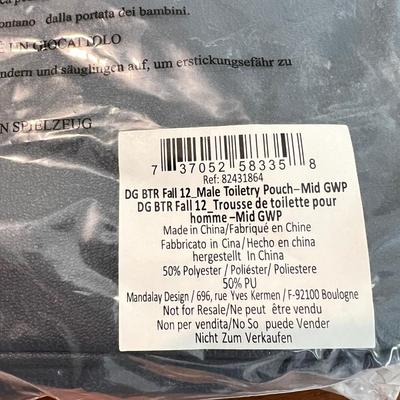 ontano dalla portata dei bambini.
È UN GIOCATTOLO
ndern und säuglingen auf, um erstickungsefähr zu
N SPIELZEUG
7 37052 58335 8
Ref: 82431864
DG BTR Fall 12_Male Toiletry Pouch–Mid GWP
DG BTR Fall 12_Trousse de toilette pour
homme –Mid GWP
Made in China/Fabriqué en Chine
Fabbricato in Cina/Hecho en china
hergestellt In China
50% Polyester / Poliéster/ Poliestere
50% PU
Mandalay Design / 696, rue Yves Kermen / F-92100 Boulogne
Not for Resale/Ne peut être vendu
Non per vendita/No So puede Vender
Nicht Zum Verkaufen